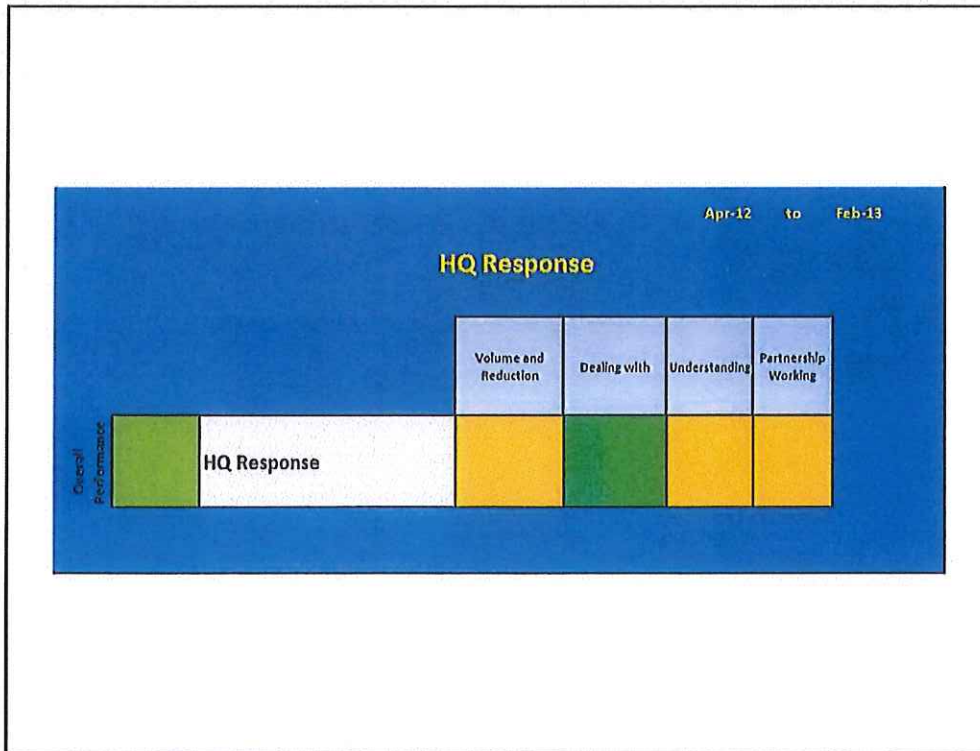 Apr-12 to Feb-13
HQ Response
Volume and
Reduction
Dealing with
Understanding
Partnership
Working
Overall
Performance
HQ Response